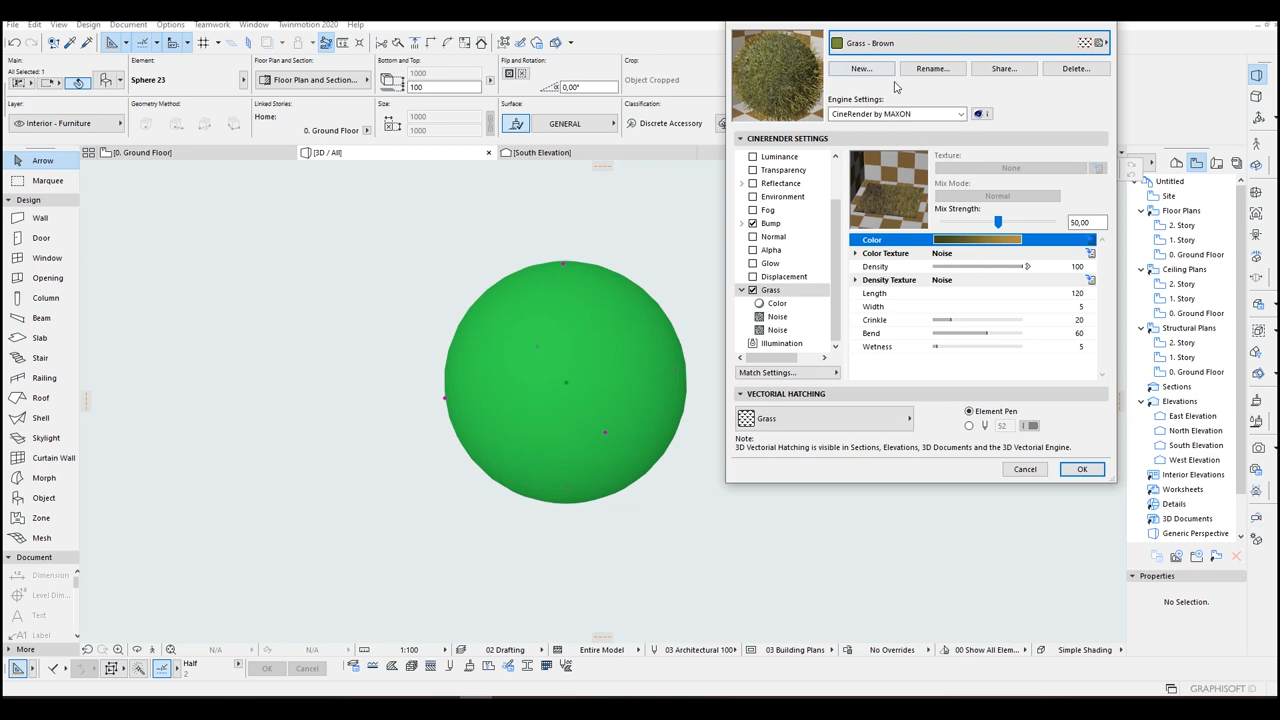 File Edit View Design Document Options Teamwork Window Twinmotion 2020 Help
Main:
All Selected: 1
Element:
Sphere 23
Floor Plan and Section...
Bottom and Top:
1000
100
Flip and Rotation:
0,00°
Crop:
Object Cropped
Layer:
Interior - Furniture
Geometry Method:
Linked Stories:
Home:
0. Ground Floor
Size:
1000
1000
Surface:
GENERAL
Classification:
Discrete Accessory
[0. Ground Floor]
[3D / All]
[South Elevation]
Arrow
Marquee
Design
Wall
Door
Window
Opening
Column
Beam
Slab
Stair
Railing
Roof
Shell
Skylight
Curtain Wall
Morph
Object
Zone
Mesh
Document
Dimension
Level Dim...
Text
Label
More
Grass - Brown
New...
Rename...
Share...
Delete...
Engine Settings:
CineRender by MAXON
CINERENDER SETTINGS
Luminance
Transparency
Reflectance
Environment
Fog
Bump
Normal
Alpha
Glow
Displacement
Grass
Color
Noise
Noise
Illumination
Match Settings...
Texture:
None
Mix Mode:
Normal
Mix Strength:
50,00
Color
Color Texture Noise
Density 100
Density Texture Noise
Length 120
Width 5
Crinkle 20
Bend 60
Wetness 5
VECTORIAL HATCHING
Grass
Element Pen
52
Note:
3D Vectorial Hatching is visible in Sections, Elevations, 3D Documents and the 3D Vectorial Engine.
Cancel
OK
Untitled
Site
Floor Plans
2. Story
1. Story
0. Ground Floor
Ceiling Plans
2. Story
1. Story
0. Ground Floor
Structural Plans
2. Story
1. Story
0. Ground Floor
Sections
Elevations
East Elevation
North Elevation
South Elevation
West Elevation
Interior Elevations
Worksheets
Details
3D Documents
Generic Perspective
Properties
No Selection.
N/A
N/A
1:100
02 Drafting
Entire Model
03 Architectural 100
03 Building Plans
No Overrides
00 Show All Elem...
Simple Shading
Half
2
OK
Cancel
GRAPHISOFT ID